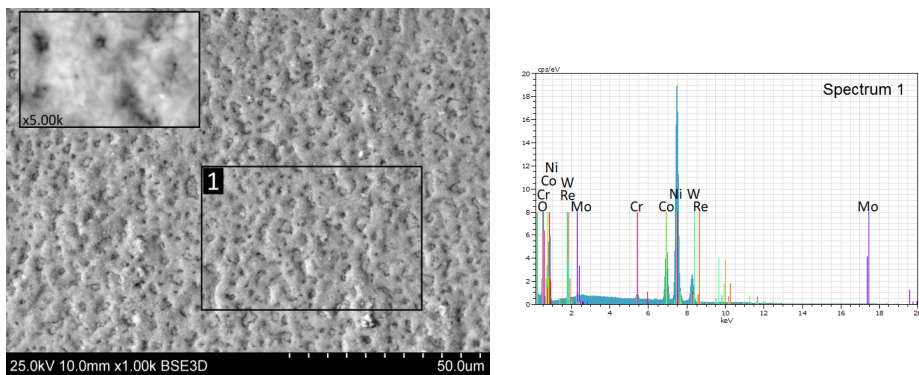 x5.00k
1
25.0kV 10.0mm x1.00k BSE3D 50.0um
cps/eV
Spectrum 1
20
18
16
14
12
10
8
6
4
2
0
Ni
Co W
Cr Re
O Mo
Cr
Co
Ni W
Re
Mo
2 4 6 8 10 12 14 16 18 20
keV